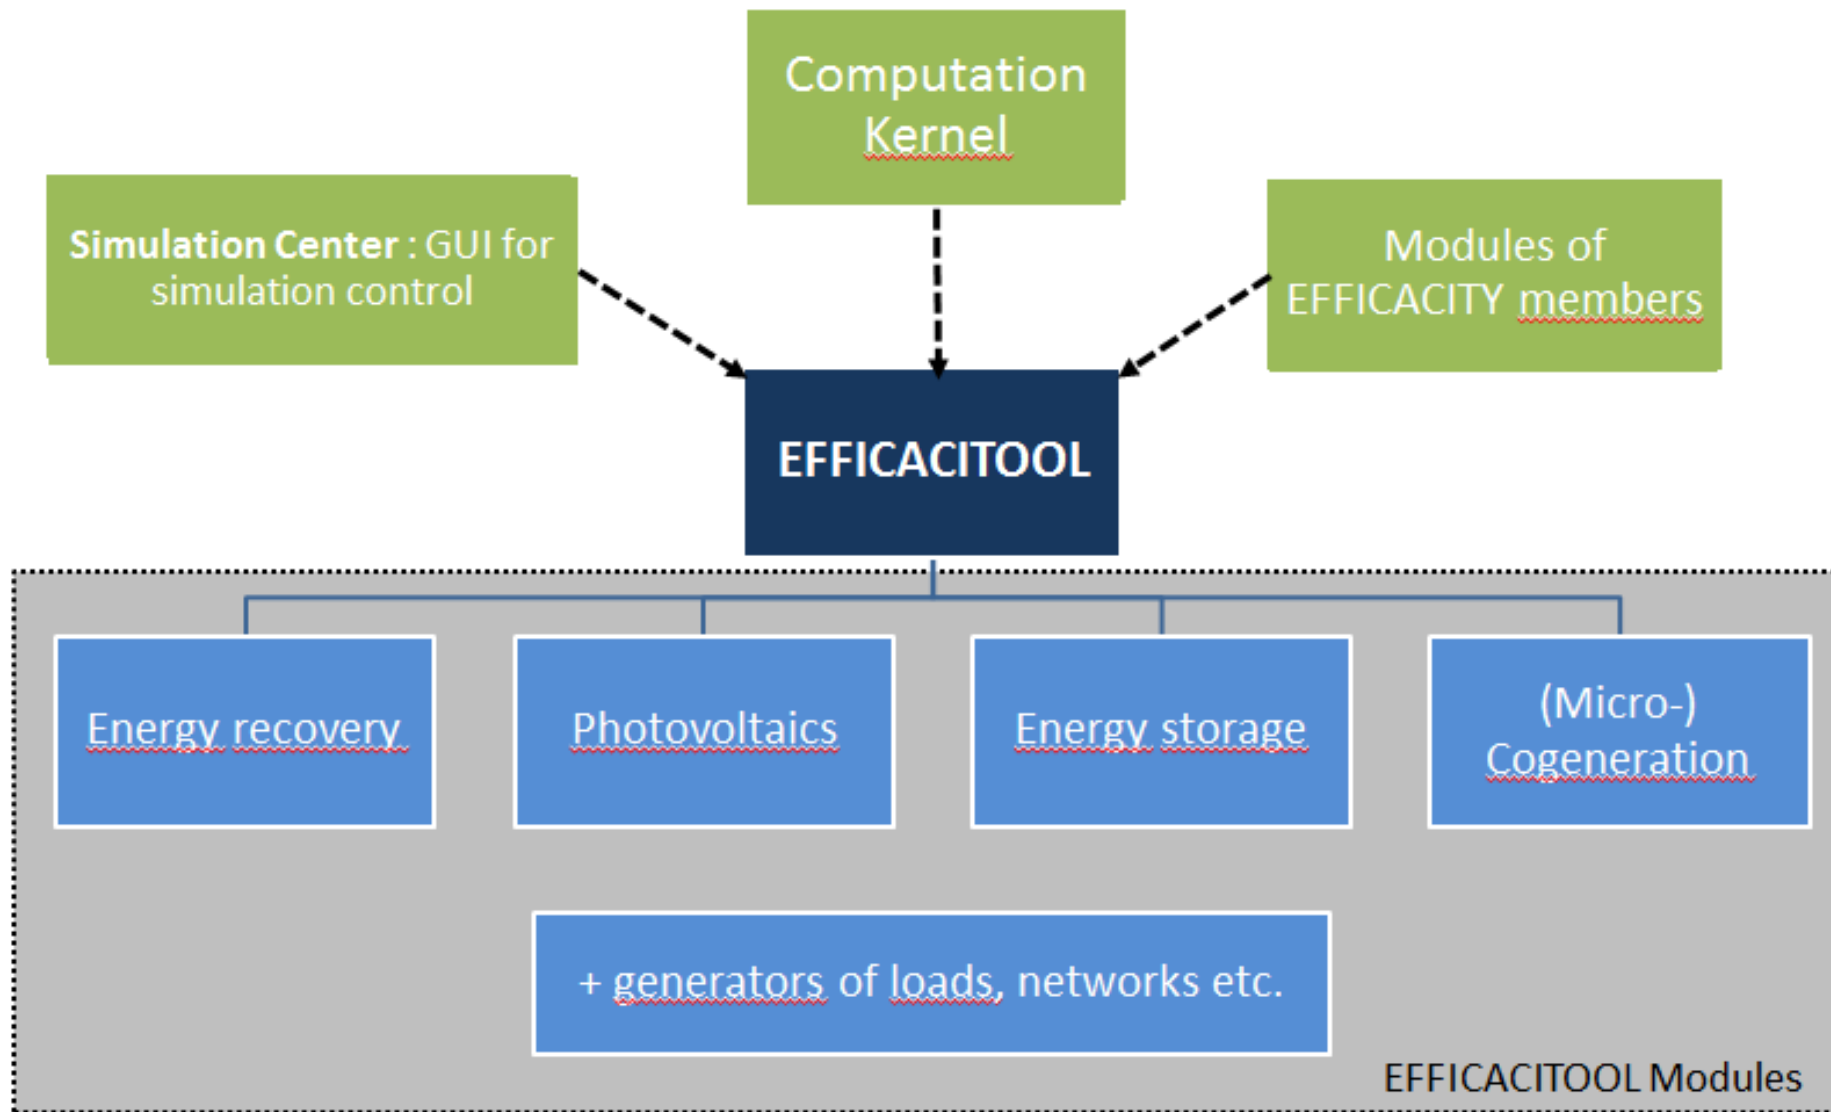 Computation
Kernel
Simulation Center : GUI for
simulation control
Modules of
EFFICACITY members
EFFICACITOOL
Energy recovery
Photovoltaics
Energy storage
(Micro-)
Cogeneration
+ generators of loads, networks etc.
EFFICACITOOL Modules